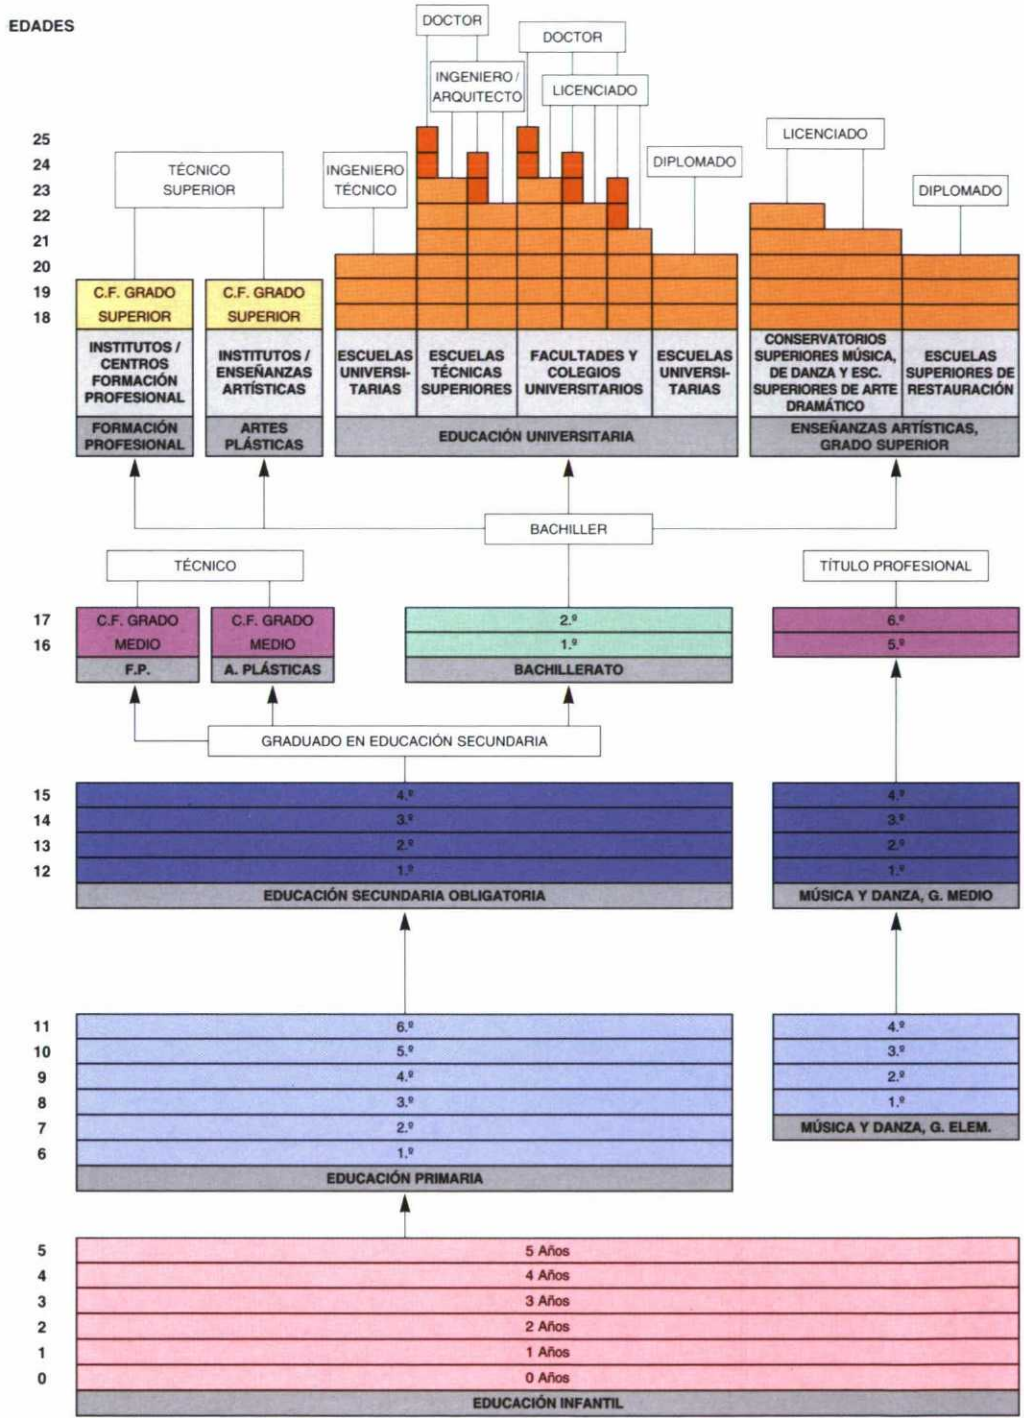 EDADES
DOCTOR
DOCTOR
INGENIERO /
ARQUITECTO
LICENCIADO
25
24
23
22
21
20
19
18
TÉCNICO
SUPERIOR
INGENIERO
TÉCNICO
DIPLOMADO
LICENCIADO
DIPLOMADO
C.F. GRADO
SUPERIOR
C.F. GRADO
SUPERIOR
INSTITUTOS /
CENTROS
FORMACIÓN
PROFESIONAL
INSTITUTOS /
ENSEÑANZAS
ARTÍSTICAS
ESCUELAS
UNIVERSI-
TARIAS
ESCUELAS
TÉCNICAS
SUPERIORES
FACULTADES Y
COLEGIOS
UNIVERSITARIOS
ESCUELAS
UNIVERSI-
TARIAS
CONSERVATORIOS
SUPERIORES MÚSICA,
DE DANZA Y ESC.
SUPERIORES DE ARTE
DRAMÁTICO
ESCUELAS
SUPERIORES DE
RESTAURACIÓN
FORMACIÓN
PROFESIONAL
ARTES
PLÁSTICAS
EDUCACIÓN UNIVERSITARIA
ENSEÑANZAS ARTÍSTICAS,
GRADO SUPERIOR
BACHILLER
TÉCNICO
TÍTULO PROFESIONAL
17
16
C.F. GRADO
MEDIO
F.P.
C.F. GRADO
MEDIO
A. PLÁSTICAS
2.º
1.º
BACHILLERATO
6.º
5.º
GRADUADO EN EDUCACIÓN SECUNDARIA
15
14
13
12
4.º
3.º
2.º
1.º
EDUCACIÓN SECUNDARIA OBLIGATORIA
4.º
3.º
2.º
1.º
MÚSICA Y DANZA, G. MEDIO
11
10
9
8
7
6
6.º
5.º
4.º
3.º
2.º
1.º
EDUCACIÓN PRIMARIA
4.º
3.º
2.º
1.º
MÚSICA Y DANZA, G. ELEM.
5
4
3
2
1
0
5 Años
4 Años
3 Años
2 Años
1 Años
0 Años
EDUCACIÓN INFANTIL